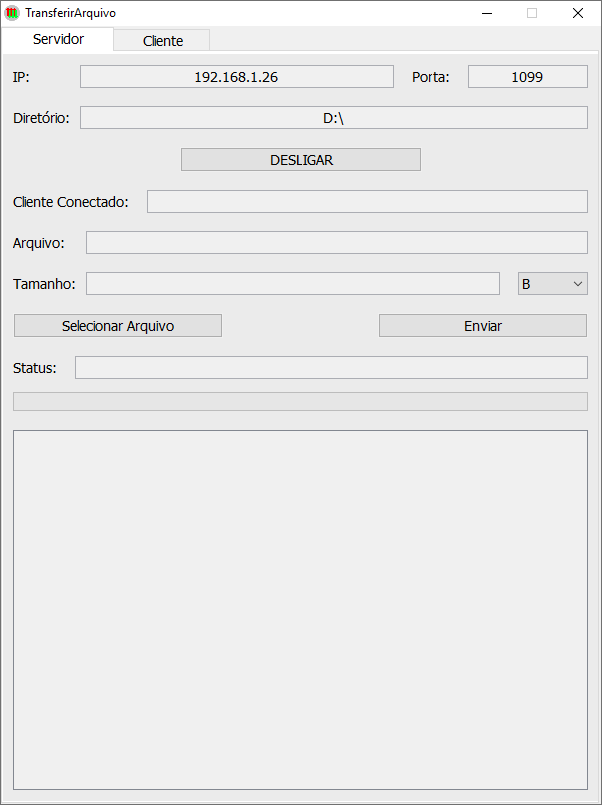 TransferirArquivo
Servidor Cliente
IP: 192.168.1.26 Porta: 1099
Diretório: D:\
DESLIGAR
Cliente Conectado:
Arquivo:
Tamanho: B
Selecionar Arquivo Enviar
Status: